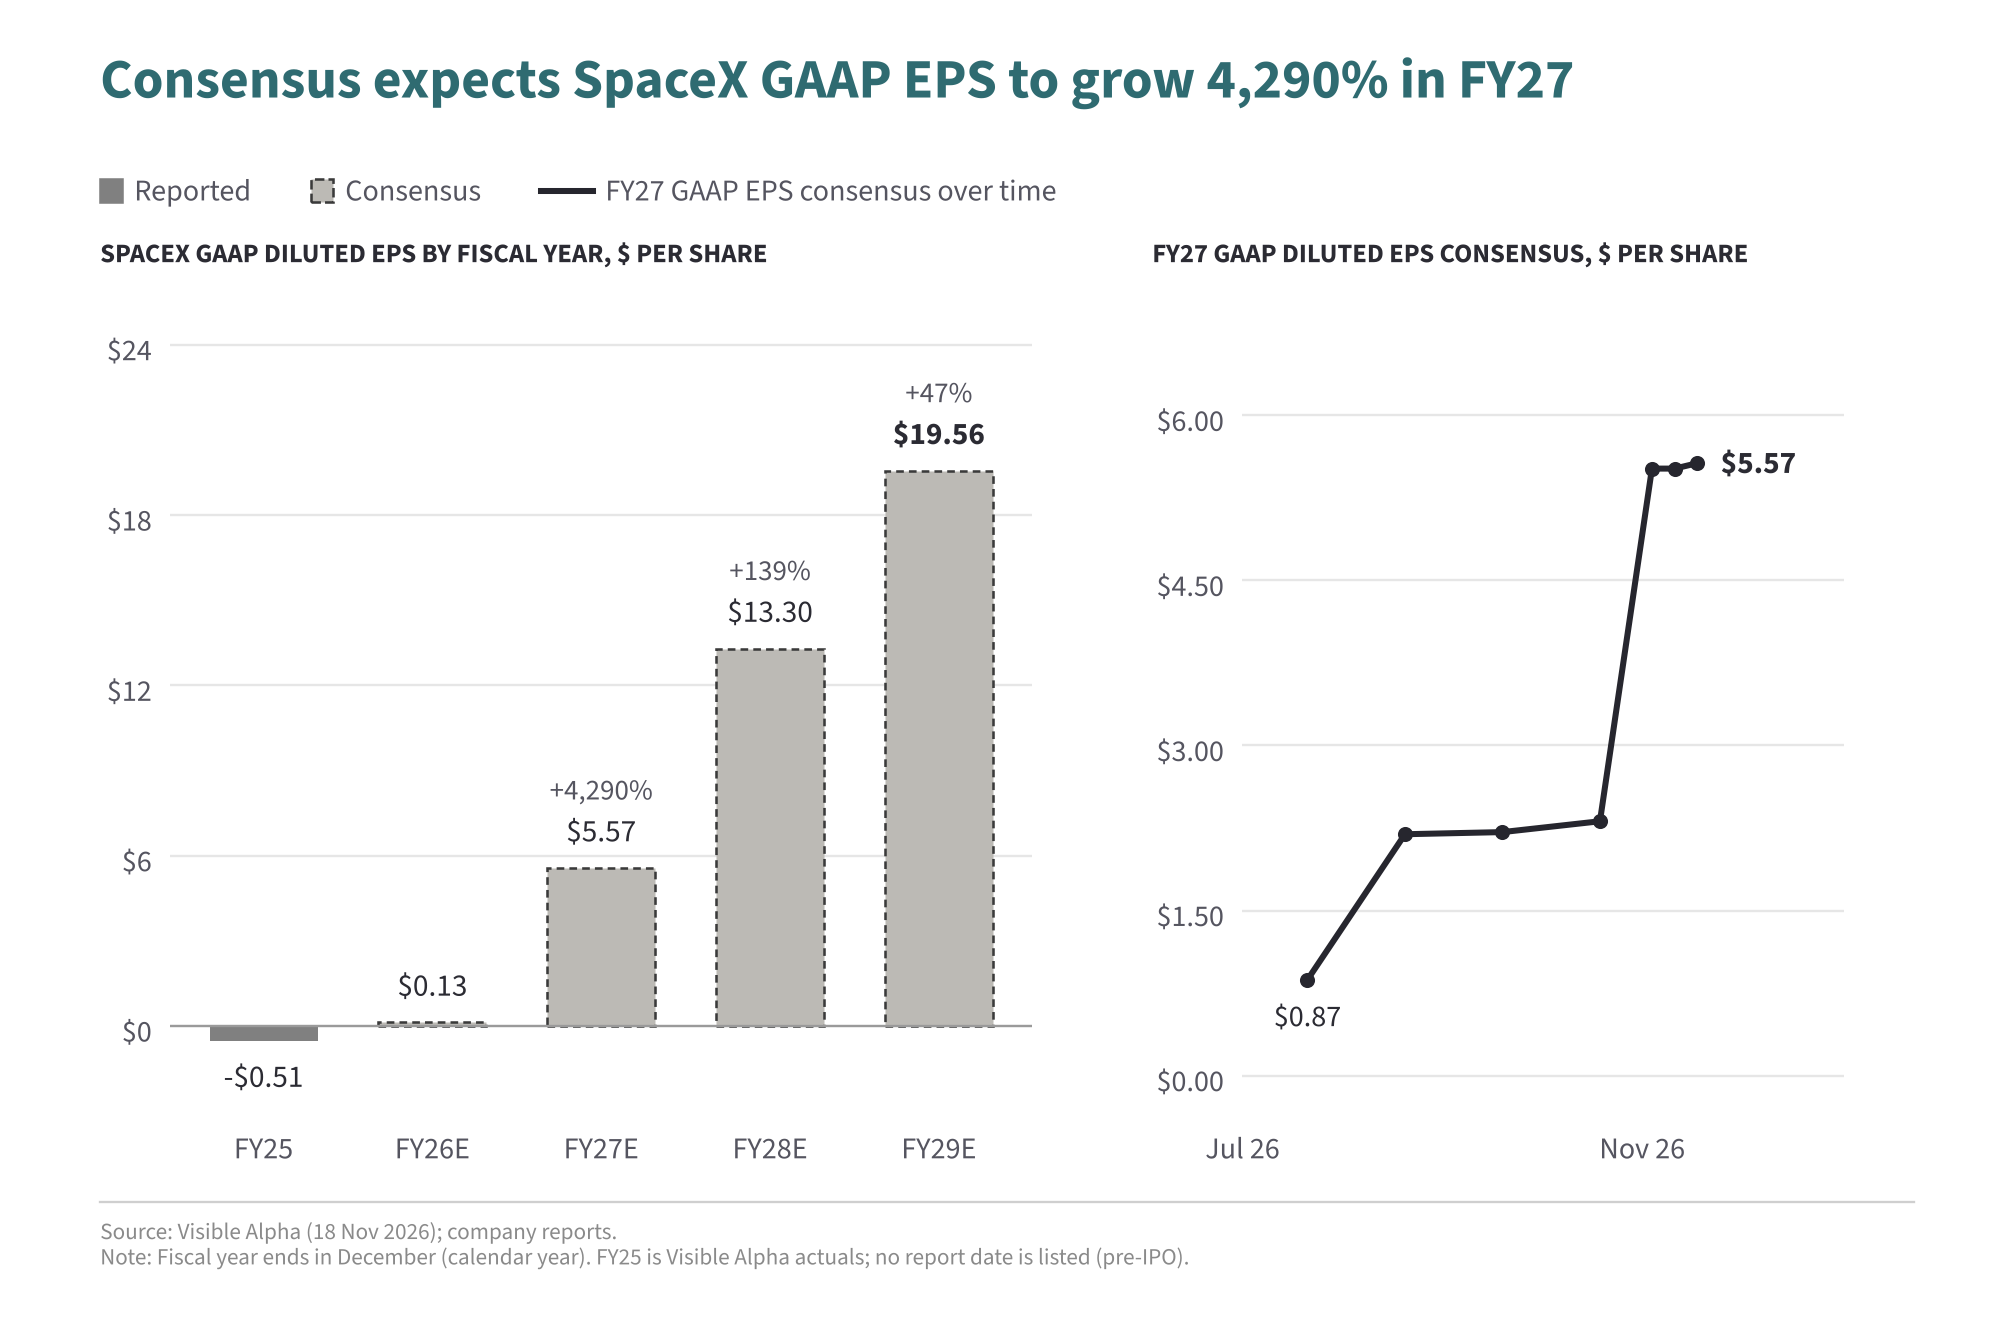 Consensus expects SpaceX GAAP EPS to grow 4,290% in FY27
Reported
Consensus
FY27 GAAP EPS consensus over time
SPACEX GAAP DILUTED EPS BY FISCAL YEAR, $ PER SHARE
$24
$18
$12
$6
$0
-$0.51
$0.13
+4,290%
$5.57
+139%
$13.30
+47%
$19.56
FY25
FY26E
FY27E
FY28E
FY29E
FY27 GAAP DILUTED EPS CONSENSUS, $ PER SHARE
$6.00
$4.50
$3.00
$1.50
$0.00
$0.87
$5.57
Jul 26
Nov 26
Source: Visible Alpha (18 Nov 2026); company reports.
Note: Fiscal year ends in December (calendar year). FY25 is Visible Alpha actuals; no report date is listed (pre-IPO).